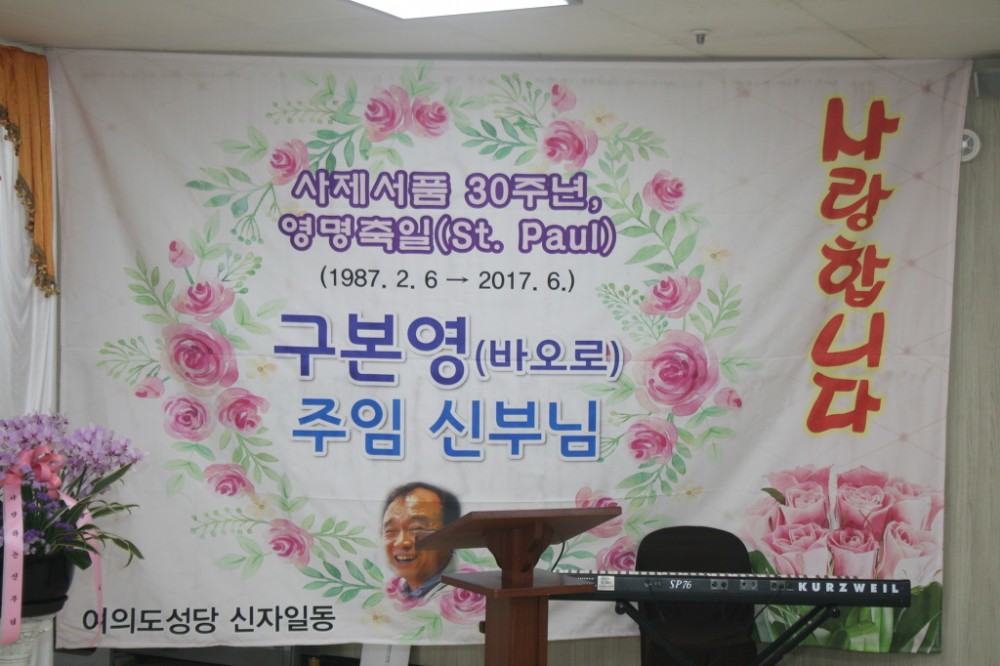 사제서품 30주년,
영명축일(St. Paul)
(1987. 2. 6 → 2017. 6.)
구본영(바오로)
주임 신부님
사랑합니다
여의도성당 신자일동
SP76
KURZWEIL